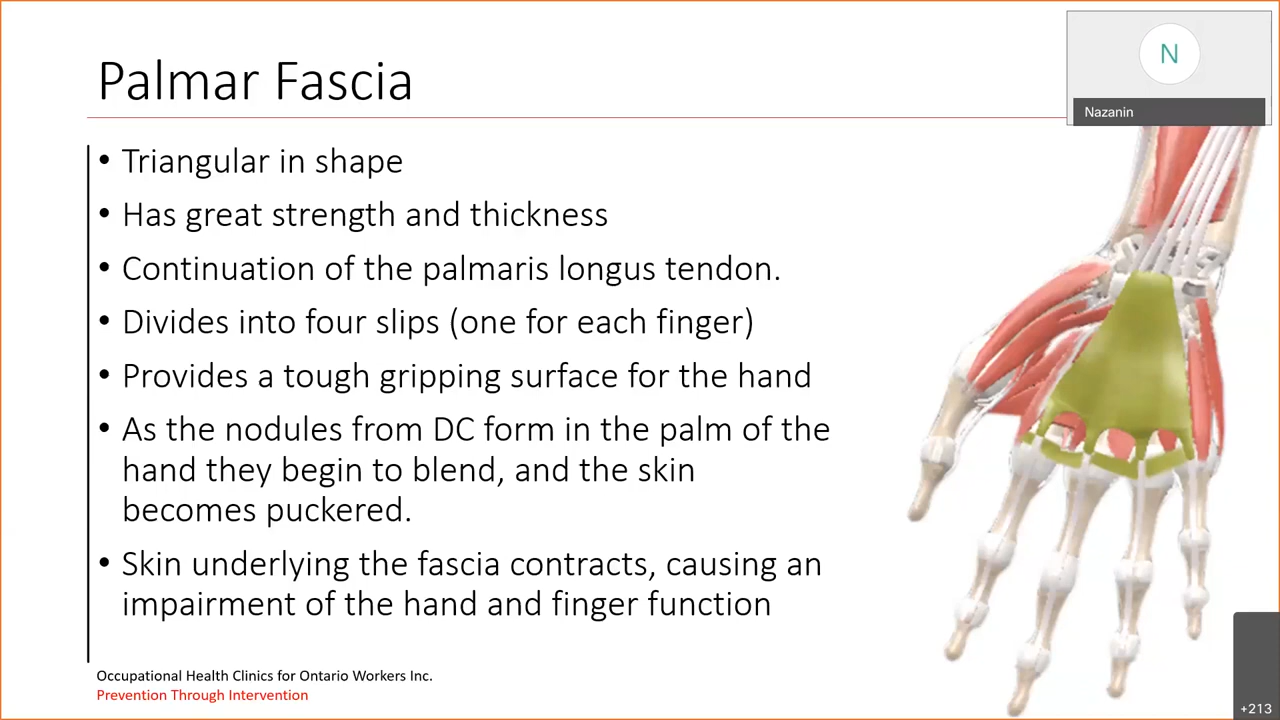 Palmar Fascia
N
Nazanin
• Triangular in shape
• Has great strength and thickness
• Continuation of the palmaris longus tendon.
• Divides into four slips (one for each finger)
• Provides a tough gripping surface for the hand
• As the nodules from DC form in the palm of the
hand they begin to blend, and the skin
becomes puckered.
• Skin underlying the fascia contracts, causing an
impairment of the hand and finger function
Occupational Health Clinics for Ontario Workers Inc.
Prevention Through Intervention
+213